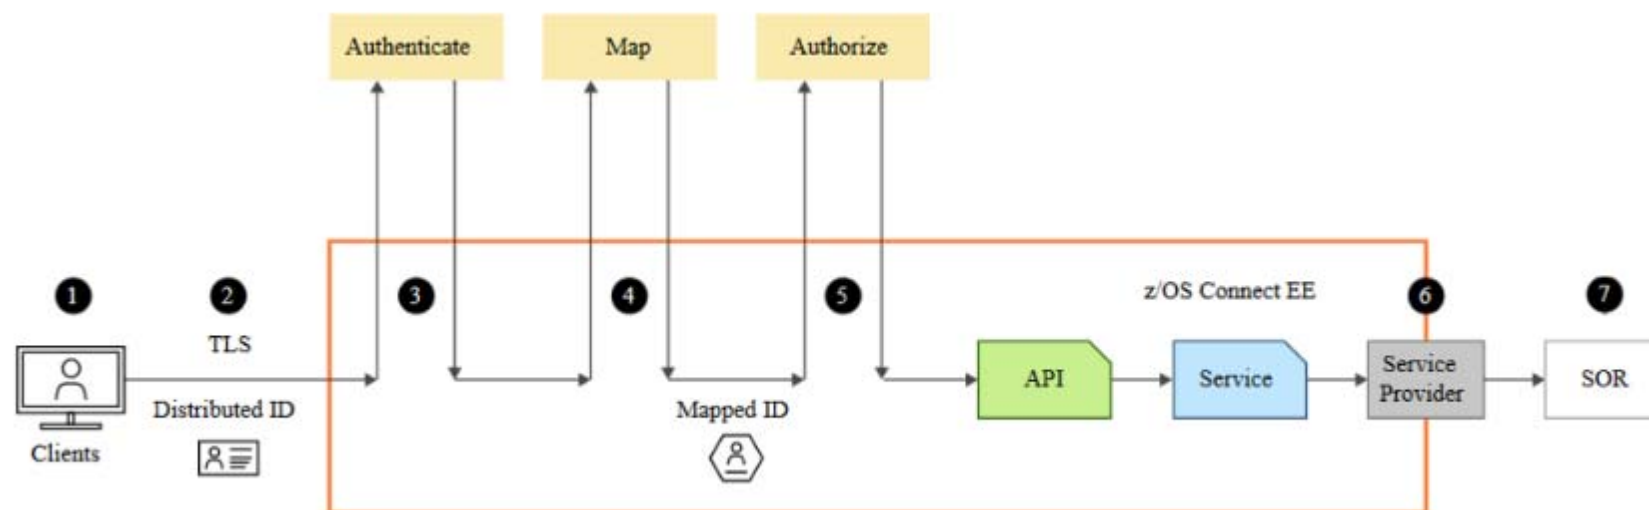 Authenticate
Map
Authorize
1
2
3
4
5
z/OS Connect EE
6
7
TLS
Distributed ID
Clients
Mapped ID
API
Service
Service
Provider
SOR